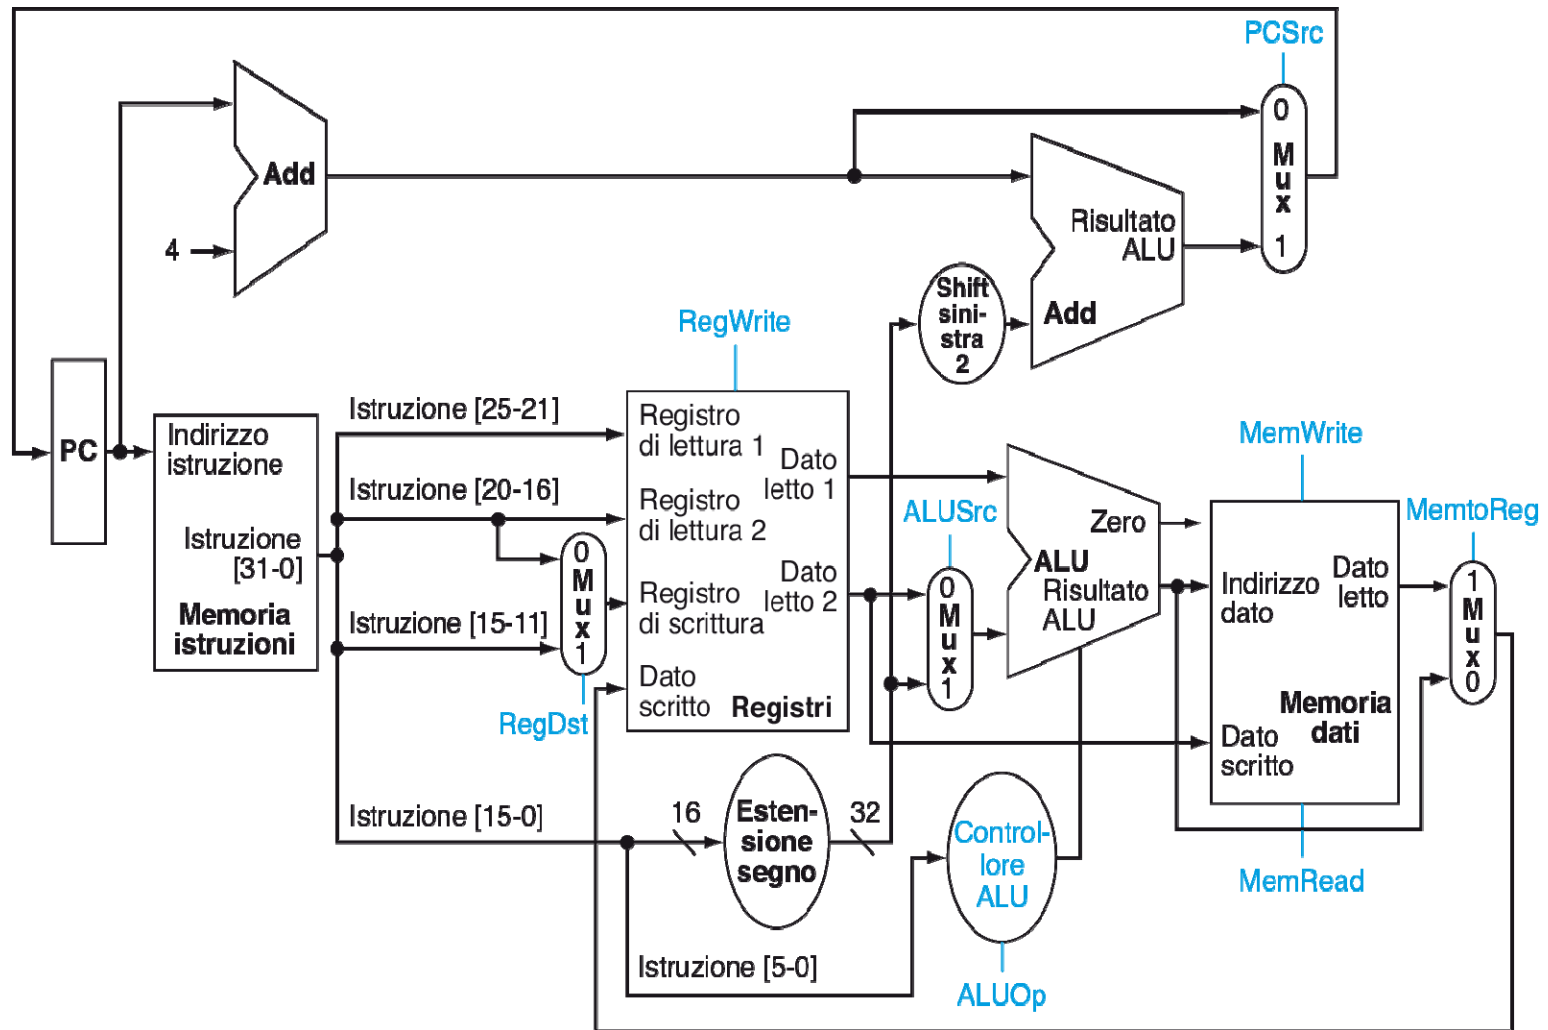 PCSrc
0
M
u
x
1
Add
4
Risultato
ALU
Add
Shift
sini-
stra
2
RegWrite
PC
Indirizzo
istruzione
Istruzione
[31-0]
Memoria
istruzioni
Istruzione [25-21]
Istruzione [20-16]
Istruzione [15-11]
0
M
u
x
1
RegDst
Registro
di lettura 1
Registro
di lettura 2
Registro
di scrittura
Dato
scritto
Dato
letto 1
Dato
letto 2
Registri
ALUSrc
0
M
u
x
1
Zero
ALU
Risultato
ALU
MemWrite
Indirizzo
dato
Dato
letto
Memoria
dati
Dato
scritto
MemRead
MemtoReg
1
M
u
x
0
Istruzione [15-0]
16
Esten-
sione
segno
32
Control-
lore
ALU
Istruzione [5-0]
ALUOp